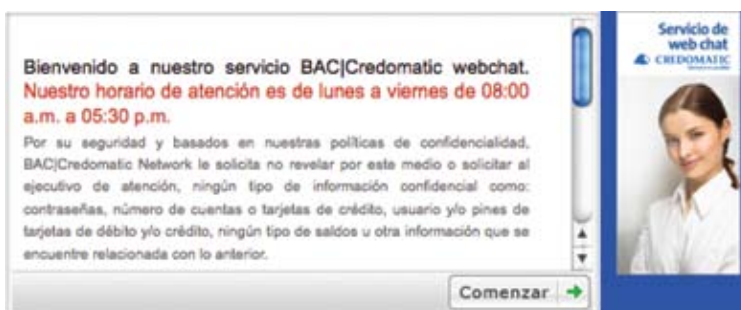 Bienvenido a nuestro servicio BAC|Credomatic webchat.
Nuestro horario de atención es de lunes a viernes de 08:00
a.m. a 05:30 p.m.
Por su seguridad y basados en nuestras políticas de confidencialidad,
BAC|Credomatic Network le solicita no revelar por este medio o solicitar al
ejecutivo de atención, ningún tipo de información confidencial como:
contraseñas, número de cuentas o tarjetas de crédito, usuario y/o pines de
tarjetas de débito y/o crédito, ningún tipo de saldos u otra información que se
encuentre relacionada con lo anterior.
Comenzar
Servicio de
web chat
CREDOMATIC